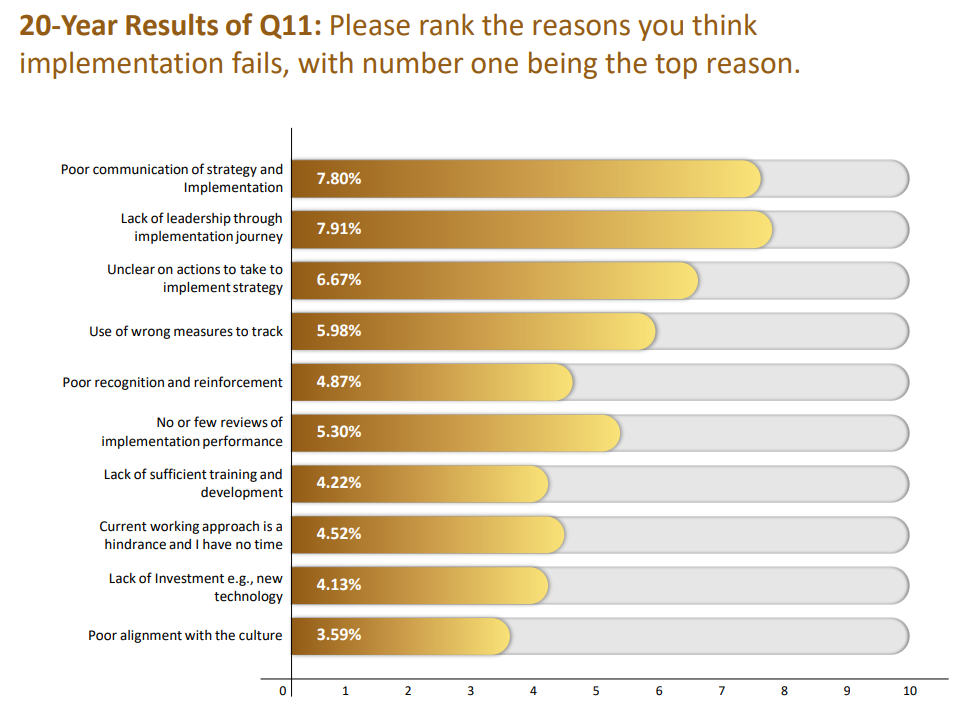 20-Year Results of Q11: Please rank the reasons you think
implementation fails, with number one being the top reason.
Poor communication of strategy and
Implementation
7.80%
Lack of leadership through
implementation journey
7.91%
Unclear on actions to take to
implement strategy
6.67%
Use of wrong measures to track
5.98%
Poor recognition and reinforcement
4.87%
No or few reviews of
implementation performance
5.30%
Lack of sufficient training and
development
4.22%
Current working approach is a
hindrance and I have no time
4.52%
Lack of Investment e.g., new
technology
4.13%
Poor alignment with the culture
3.59%
0 1 2 3 4 5 6 7 8 9 10